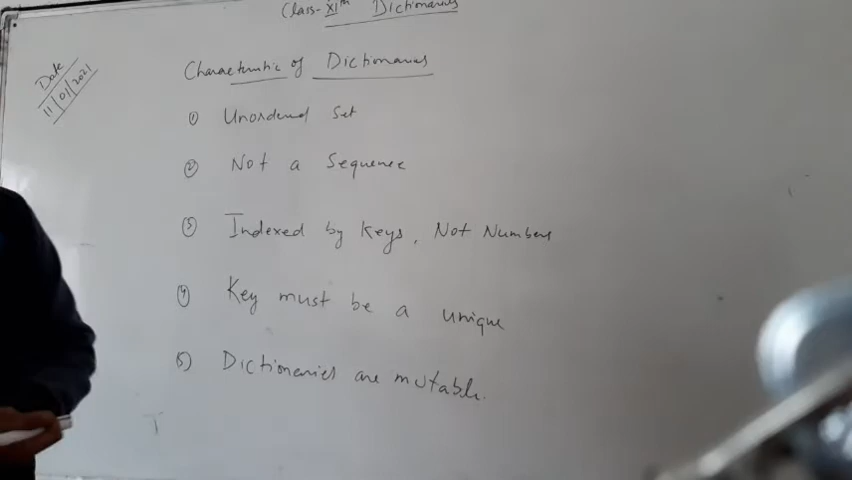 Class-XIth Dictionaries
Date
11/01/2021
Characteristic of Dictionaries
① Unordered Set
② Not a Sequence
③ Indexed by Keys, Not Numbers
④ Key must be a unique
⑤ Dictionaries are mutable.